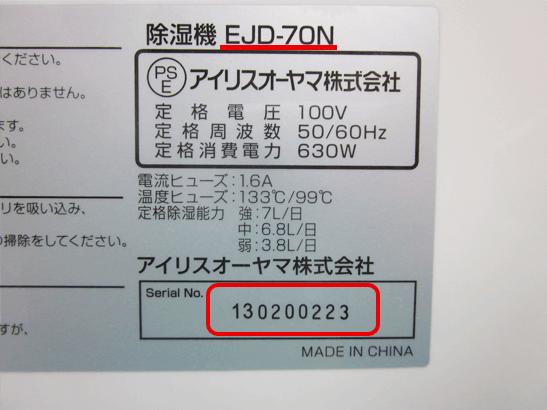 除湿機 EJD-70N
ください。
PS
E
アイリスオーヤマ株式会社
はありません。
定格電圧 100V
定格周波数 50/60Hz
定格消費電力 630W
ます。
い。
い。
電流ヒューズ：1.6A
温度ヒューズ：133℃/99℃
定格除湿能力 強：7L/日
中：6.8L/日
弱：3.8L/日
リを吸い込み、
掃除をしてください。
アイリスオーヤマ株式会社
Serial No.
130200223
すが、
MADE IN CHINA